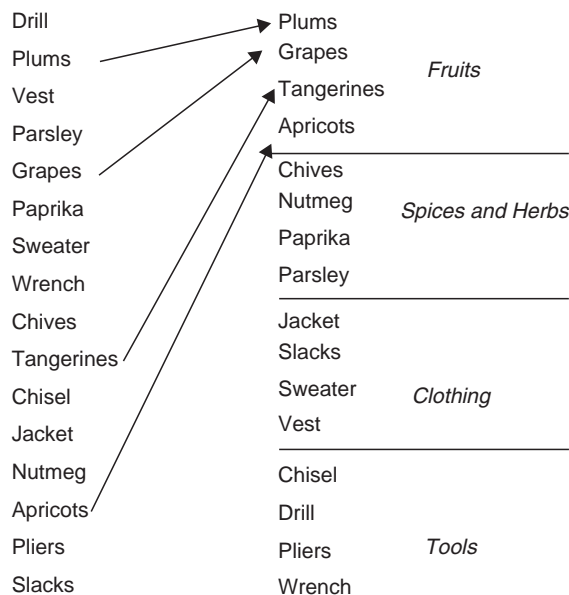 Drill
Plums
Vest
Parsley
Grapes
Paprika
Sweater
Wrench
Chives
Tangerines
Chisel
Jacket
Nutmeg
Apricots
Pliers
Slacks
Plums
Grapes
Tangerines
Apricots
Fruits
Chives
Nutmeg
Paprika
Parsley
Spices and Herbs
Jacket
Slacks
Sweater
Vest
Clothing
Chisel
Drill
Pliers
Wrench
Tools